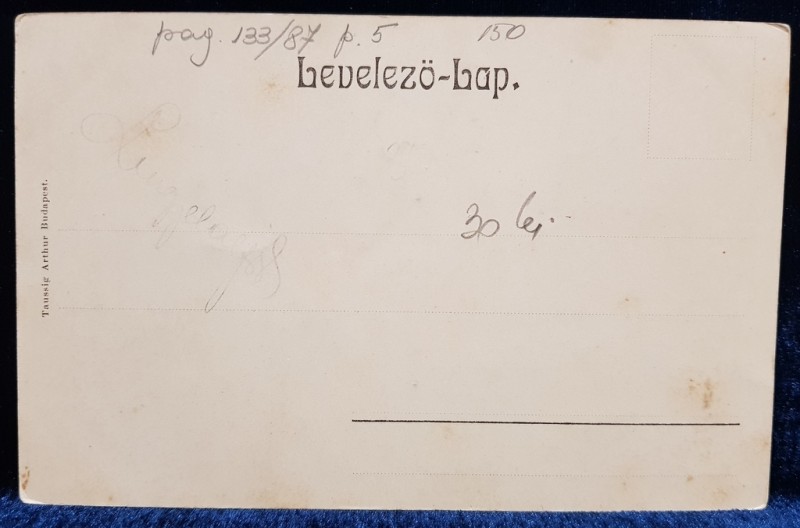 pag. 133/87 p. 5 150
Levelező-Lap.
30 lei
Taussig Arthur Budapest.